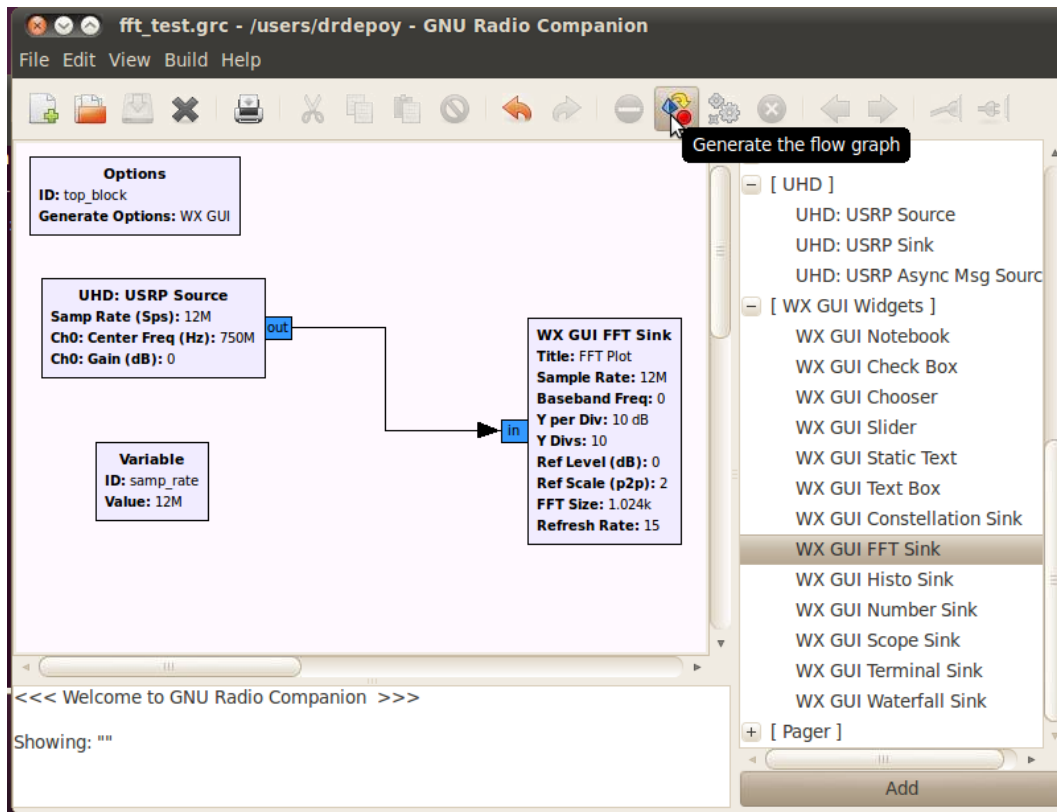 fft_test.grc - /users/drdepoy - GNU Radio Companion
File Edit View Build Help
Generate the flow graph
Options
ID: top_block
Generate Options: WX GUI
UHD: USRP Source
Samp Rate (Sps): 12M
Ch0: Center Freq (Hz): 750M
Ch0: Gain (dB): 0
out
in
WX GUI FFT Sink
Title: FFT Plot
Sample Rate: 12M
Baseband Freq: 0
Y per Div: 10 dB
Y Divs: 10
Ref Level (dB): 0
Ref Scale (p2p): 2
FFT Size: 1.024k
Refresh Rate: 15
Variable
ID: samp_rate
Value: 12M
[ UHD ]
UHD: USRP Source
UHD: USRP Sink
UHD: USRP Async Msg Sourc
[ WX GUI Widgets ]
WX GUI Notebook
WX GUI Check Box
WX GUI Chooser
WX GUI Slider
WX GUI Static Text
WX GUI Text Box
WX GUI Constellation Sink
WX GUI FFT Sink
WX GUI Histo Sink
WX GUI Number Sink
WX GUI Scope Sink
WX GUI Terminal Sink
WX GUI Waterfall Sink
[ Pager ]
Add
<<< Welcome to GNU Radio Companion >>>
Showing: ""